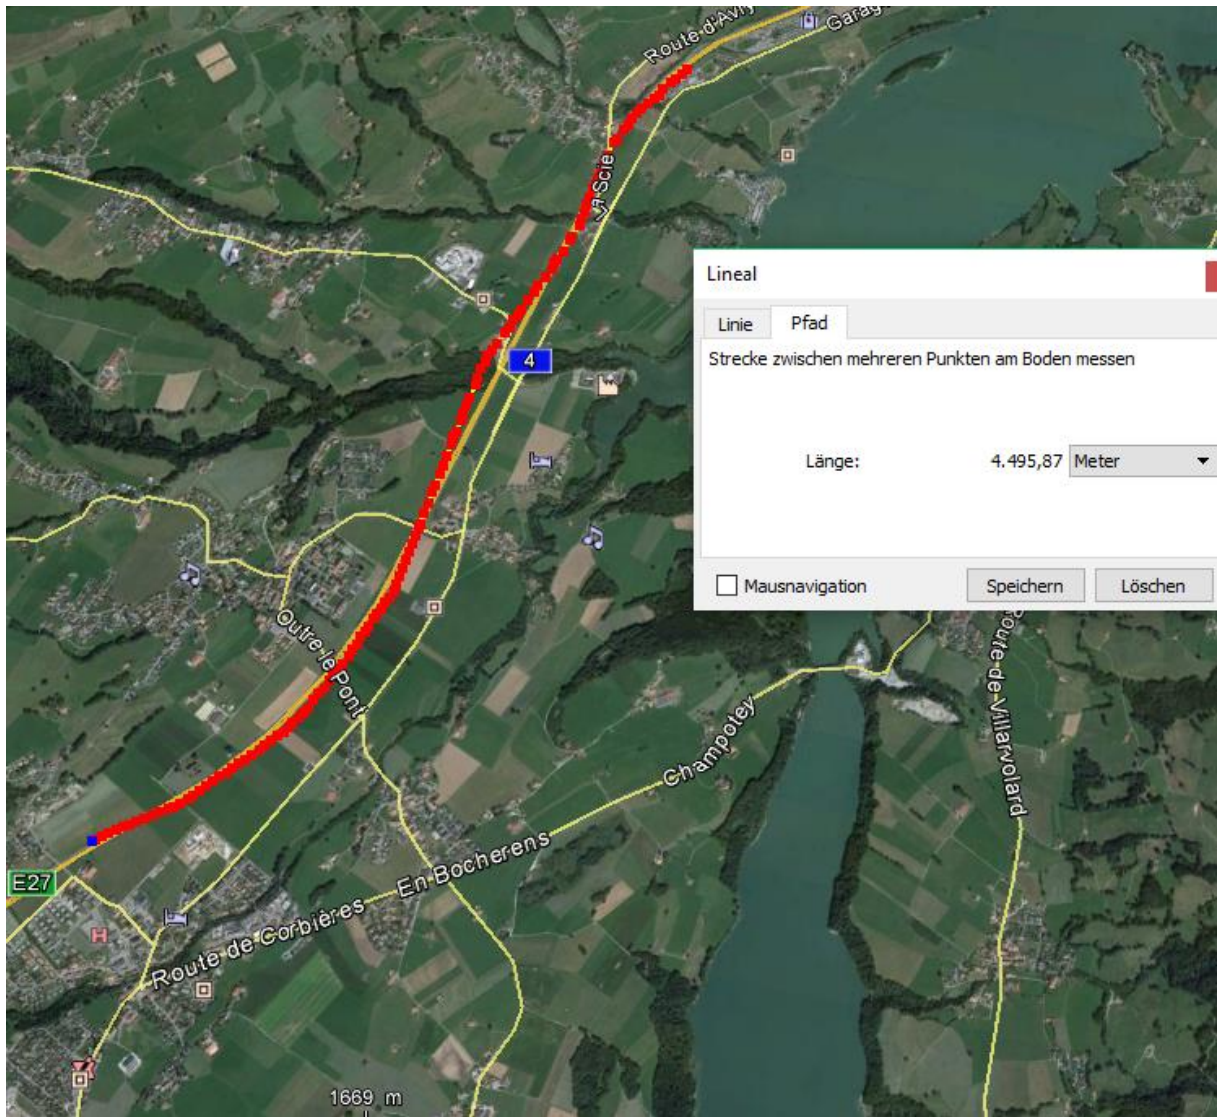 Route d'Avry
Garag
a Scie
Lineal
Linie
Pfad
Strecke zwischen mehreren Punkten am Boden messen
4
Länge:
4.495,87
Meter
Mausnavigation
Speichern
Löschen
Outre le Pont
Route de Villarvolard
Champotey
En Bocherens
E27
Route de Corbières
H
1669 m